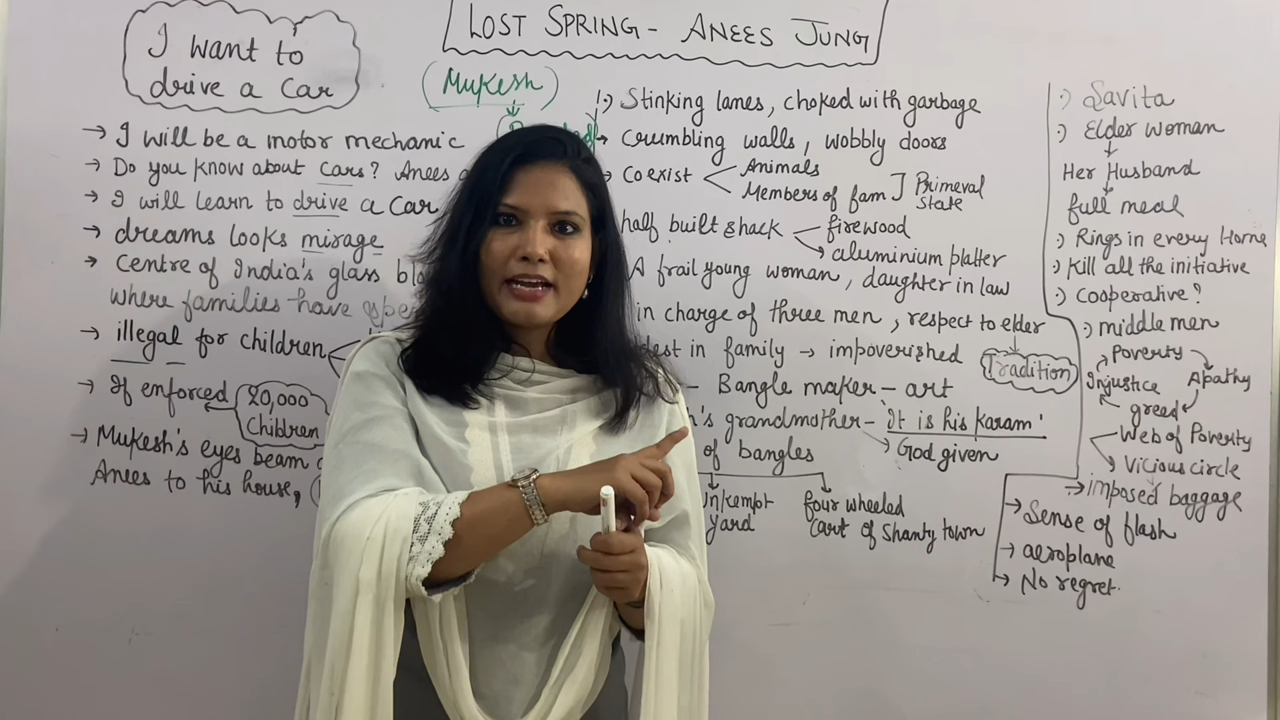 LOST SPRING - ANEES JUNG
I want to
drive a Car
(Mukesh)
→ I will be a motor mechanic
→ Do you know about cars? Anees
→ I will learn to drive a Car
→ dreams looks mirage
→ Centre of India's glass
where families have
→ illegal for children
→ If enforced
20,000
Children
→ Mukesh's eyes beam
Anees to his house,
Stinking lanes, choked with garbage
crumbling walls, wobbly doors
Coexist
Animals
Members of fam
Primeval
State
half built shack
firewood
aluminium platter
A frail young woman, daughter in law
in charge of three men, respect to elder
in family → impoverished
Tradition
- Bangle maker - art
grandmother - It is his karam'
God given
of bangles
yard
four wheeled
cart of Shanty town
:) Savita
:) Elder woman
Her Husband
full meal
:) Rings in every Home
:) Kill all the initiative
:) Cooperative?
:) middle men
Poverty
Injustice
Apathy
greed
Web of Poverty
Vicious circle
→ imposed baggage
→ Sense of flash
→ aeroplane
→ No regret.